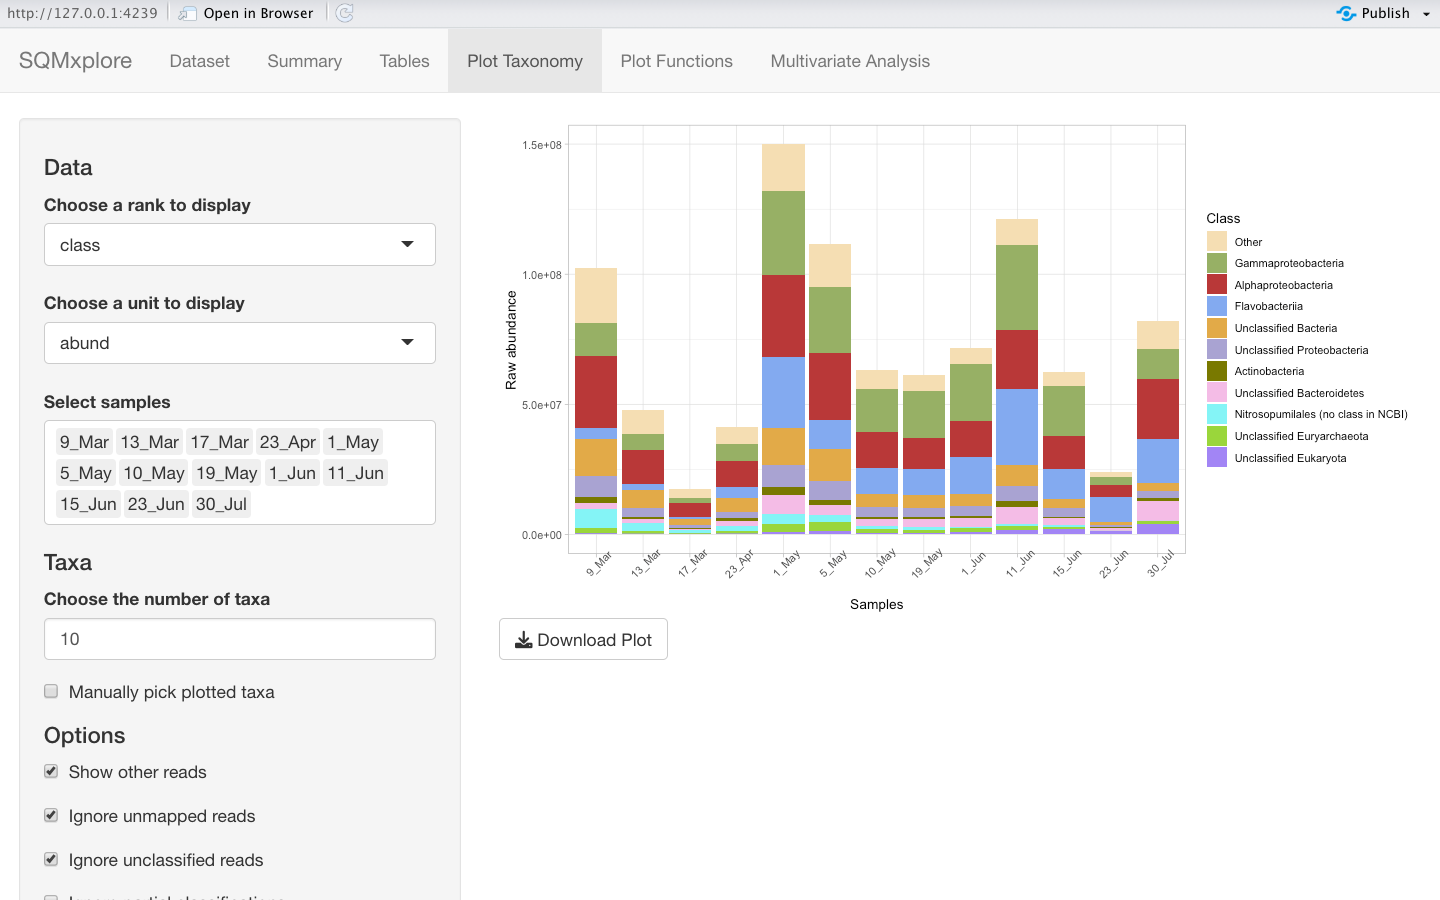 http://127.0.0.1:4239
Open in Browser
Publish
SQMxplore
Dataset
Summary
Tables
Plot Taxonomy
Plot Functions
Multivariate Analysis
Data
Choose a rank to display
class
Choose a unit to display
abund
Select samples
9_Mar 13_Mar 17_Mar 23_Apr 1_May
5_May 10_May 19_May 1_Jun 11_Jun
15_Jun 23_Jun 30_Jul
Taxa
Choose the number of taxa
10
Manually pick plotted taxa
Options
Show other reads
Ignore unmapped reads
Ignore unclassified reads
Raw abundance
1.5e+08
1.0e+08
5.0e+07
0.0e+00
9_Mar 13_Mar 17_Mar 23_Apr 1_May 5_May 10_May 19_May 1_Jun 11_Jun 15_Jun 23_Jun 30_Jul
Samples
Class
Other
Gammaproteobacteria
Alphaproteobacteria
Flavobacteriia
Unclassified Bacteria
Unclassified Proteobacteria
Actinobacteria
Unclassified Bacteroidetes
Nitrosopumilales (no class in NCBI)
Unclassified Euryarchaeota
Unclassified Eukaryota
Download Plot